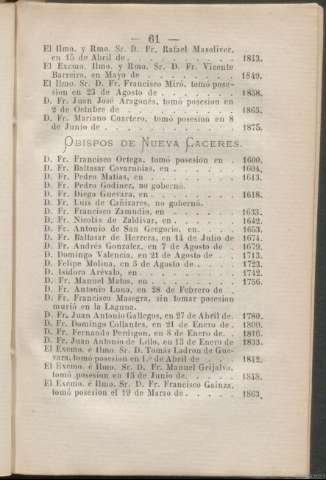 — 61 —
El Ilmo. y Rmo. Sr. D. Fr. Rafael Masoliver,
en 15 de Abril de. . . . . . . . 1843.
El Excmo. Ilmo. y Rmo. Sr. D. Fr. Vicente
Barreiro, en Mayo de . . . . . . . 1849.
El Ilmo. Sr. D. Fr. Francisco Miró, tomó pose-
sion en 23 de Agosto de . . . . . . 1858.
D. Fr. Juan José Aragonés, tomó posesion en
2 de Octubre de . . . . . . . . 1865.
D. Fr. Mariano Cuartero, tomó posesion en 8
de Junio de . . . . . . . . . 1875.
OBISPOS DE NUEVA CACERES.
D. Fr. Francisco Ortega, tomó posesion en . 1600.
D. Fr. Baltasar Covarrubias, en . . . . 1604.
D. Fr. Pedro Matias, en . . . . . . 1613.
D. Fr. Pedro Godinez, no gobernó.
D. Fr. Diego Guevara, en . . . . . . 1618.
D. Fr. Luis de Cañizares, no gobernó.
D. Fr. Francisco Zamudio, en . . . . . 1633.
D. Fr. Nicolas de Zaldivar, en . . . . . 1642.
D. Fr. Antonio de San Gregorio, en. . . . 1653.
D. Fr. Baltasar de Herrera, en 14 de Julio de 1674.
D. Fr. Andrés Gonzalez, en 7 de Agosto de . 1679.
D. Domingo Valencia, en 21 de Agosto de . 1713.
D. Felipe Molina, en 5 de Agosto de . . . 1723.
D. Isidoro Arévalo, en . . . . . . . 1742.
D. Fr. Manuel Matos, en . . . . . . 1756.
D. Fr. Antonio Luna, en 28 de Febrero de .
D. Fr. Francisco Masegra, sin tomar posesion
murió en la Laguna.
D. Fr. Juan Antonio Gallegos, en 27 de Abril de. 1780.
D. Fr. Domingo Collantes, en 21 de Enero de . 1800.
D. Fr. Fernando Perdigon, en 8 de Enero de. . 1816.
D. Fr. Juan Antonio de Lilo, en 13 de Enero de 1833.
El Excmo. é Ilmo. Sr. D. Tomás Ladron de Gue-
vara, tomó posesion en 1.º de Abril de . . 1842.
El Excmo. é Ilmo. Sr. D. Fr. Manuel Grijalvo,
tomó posesion en 15 de Junio de. . . . . 1848.
El Excmo. é Ilmo. Sr. D. Fr. Francisco Gainza,
tomó posesion el 19 de Marzo de . . . . 1863.